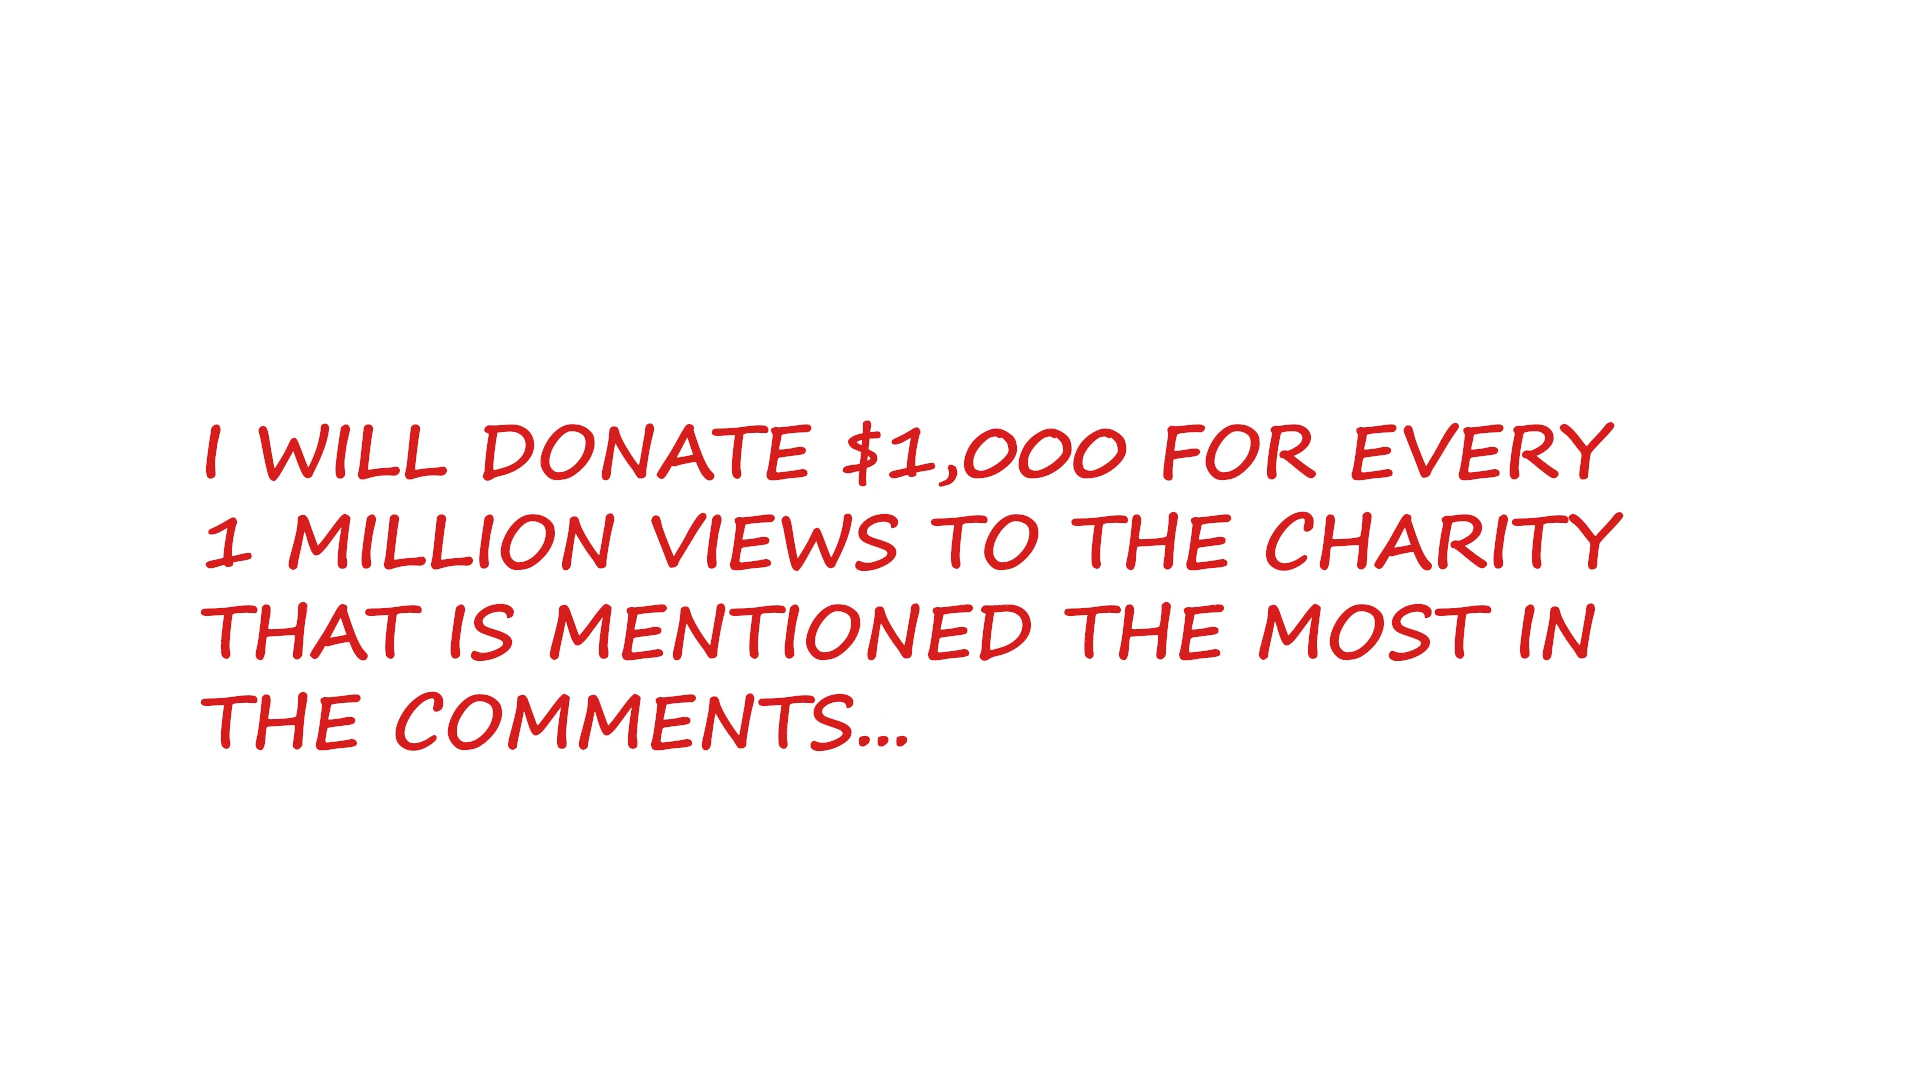 I WILL DONATE $1,000 FOR EVERY
1 MILLION VIEWS TO THE CHARITY
THAT IS MENTIONED THE MOST IN
THE COMMENTS...